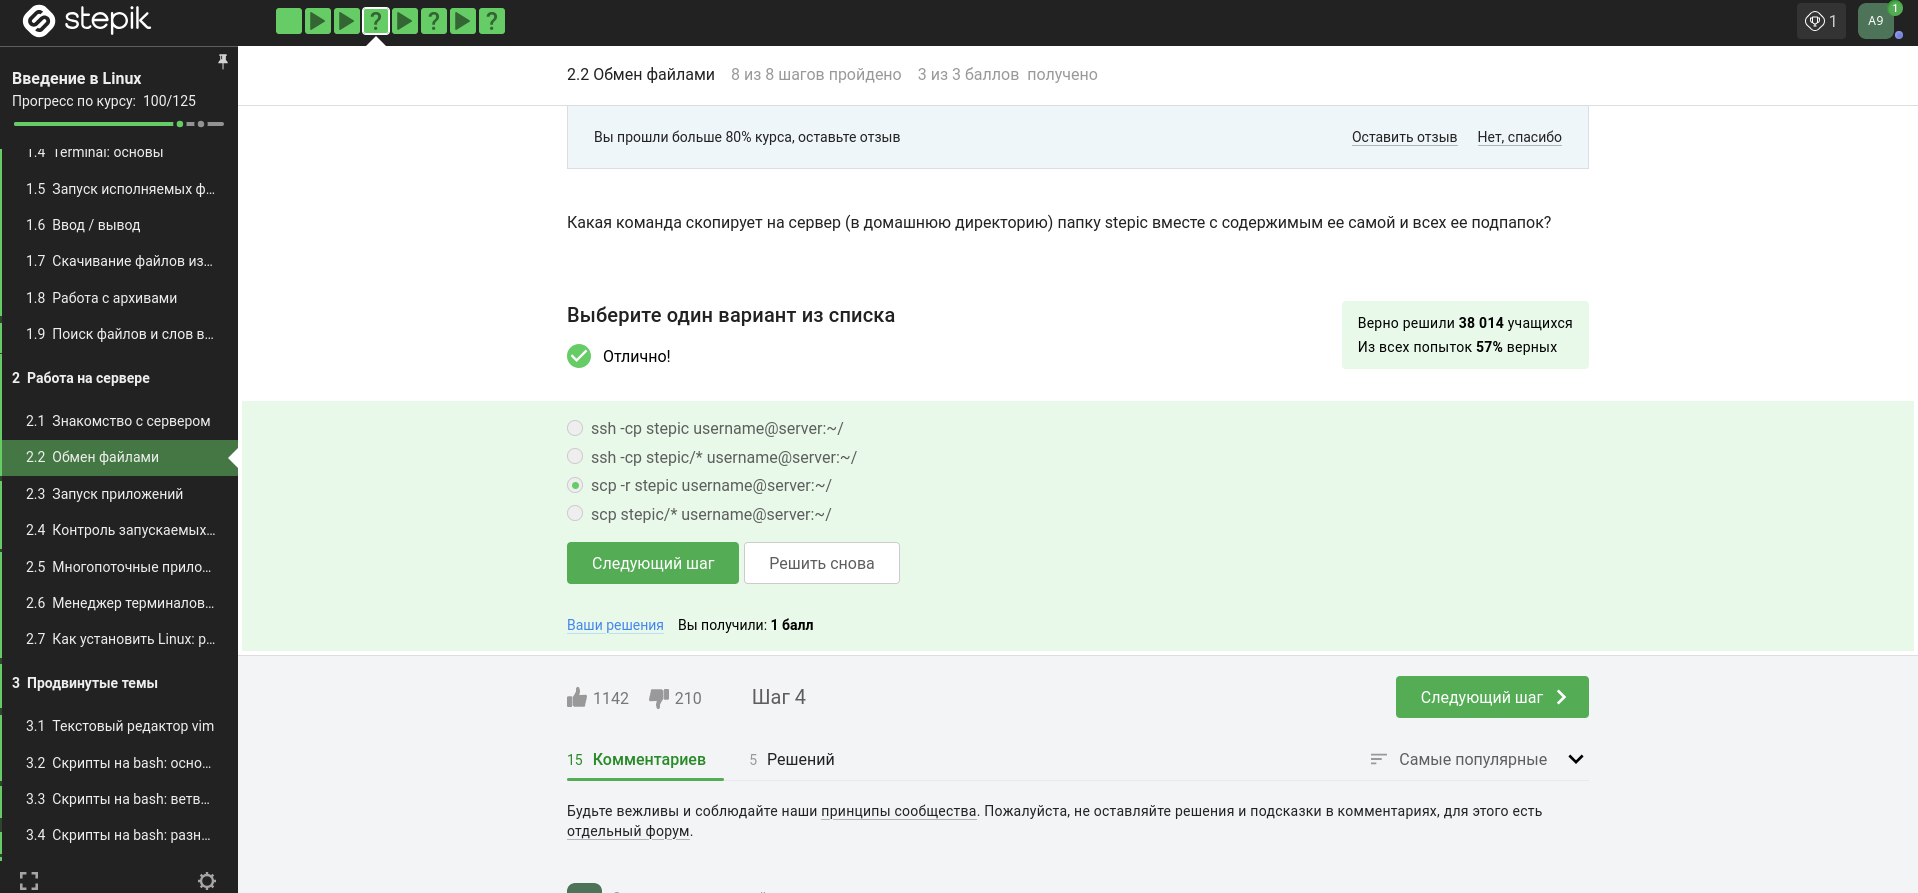 stepik
?
?
?
1
A9
1
Введение в Linux
Прогресс по курсу: 100/125
1.4 Terminal: основы
1.5 Запуск исполняемых ф...
1.6 Ввод / вывод
1.7 Скачивание файлов из...
1.8 Работа с архивами
1.9 Поиск файлов и слов в...
2 Работа на сервере
2.1 Знакомство с сервером
2.2 Обмен файлами
2.3 Запуск приложений
2.4 Контроль запускаемых...
2.5 Многопоточные прило...
2.6 Менеджер терминалов...
2.7 Как установить Linux: р...
3 Продвинутые темы
3.1 Текстовый редактор vim
3.2 Скрипты на bash: осно...
3.3 Скрипты на bash: ветв...
3.4 Скрипты на bash: разн...
2.2 Обмен файлами 8 из 8 шагов пройдено 3 из 3 баллов получено
Вы прошли больше 80% курса, оставьте отзыв Оставить отзыв Нет, спасибо
Какая команда скопирует на сервер (в домашнюю директорию) папку stepic вместе с содержимым ее самой и всех ее подпапок?
Выберите один вариант из списка
Отлично!
Верно решили 38 014 учащихся
Из всех попыток 57% верных
ssh -cp stepic username@server:~/
ssh -cp stepic/* username@server:~/
scp -r stepic username@server:~/
scp stepic/* username@server:~/
Следующий шаг Решить снова
Ваши решения Вы получили: 1 балл
1142 210 Шаг 4 Следующий шаг
15 Комментариев 5 Решений Самые популярные
Будьте вежливы и соблюдайте наши принципы сообщества. Пожалуйста, не оставляйте решения и подсказки в комментариях, для этого есть
отдельный форум.